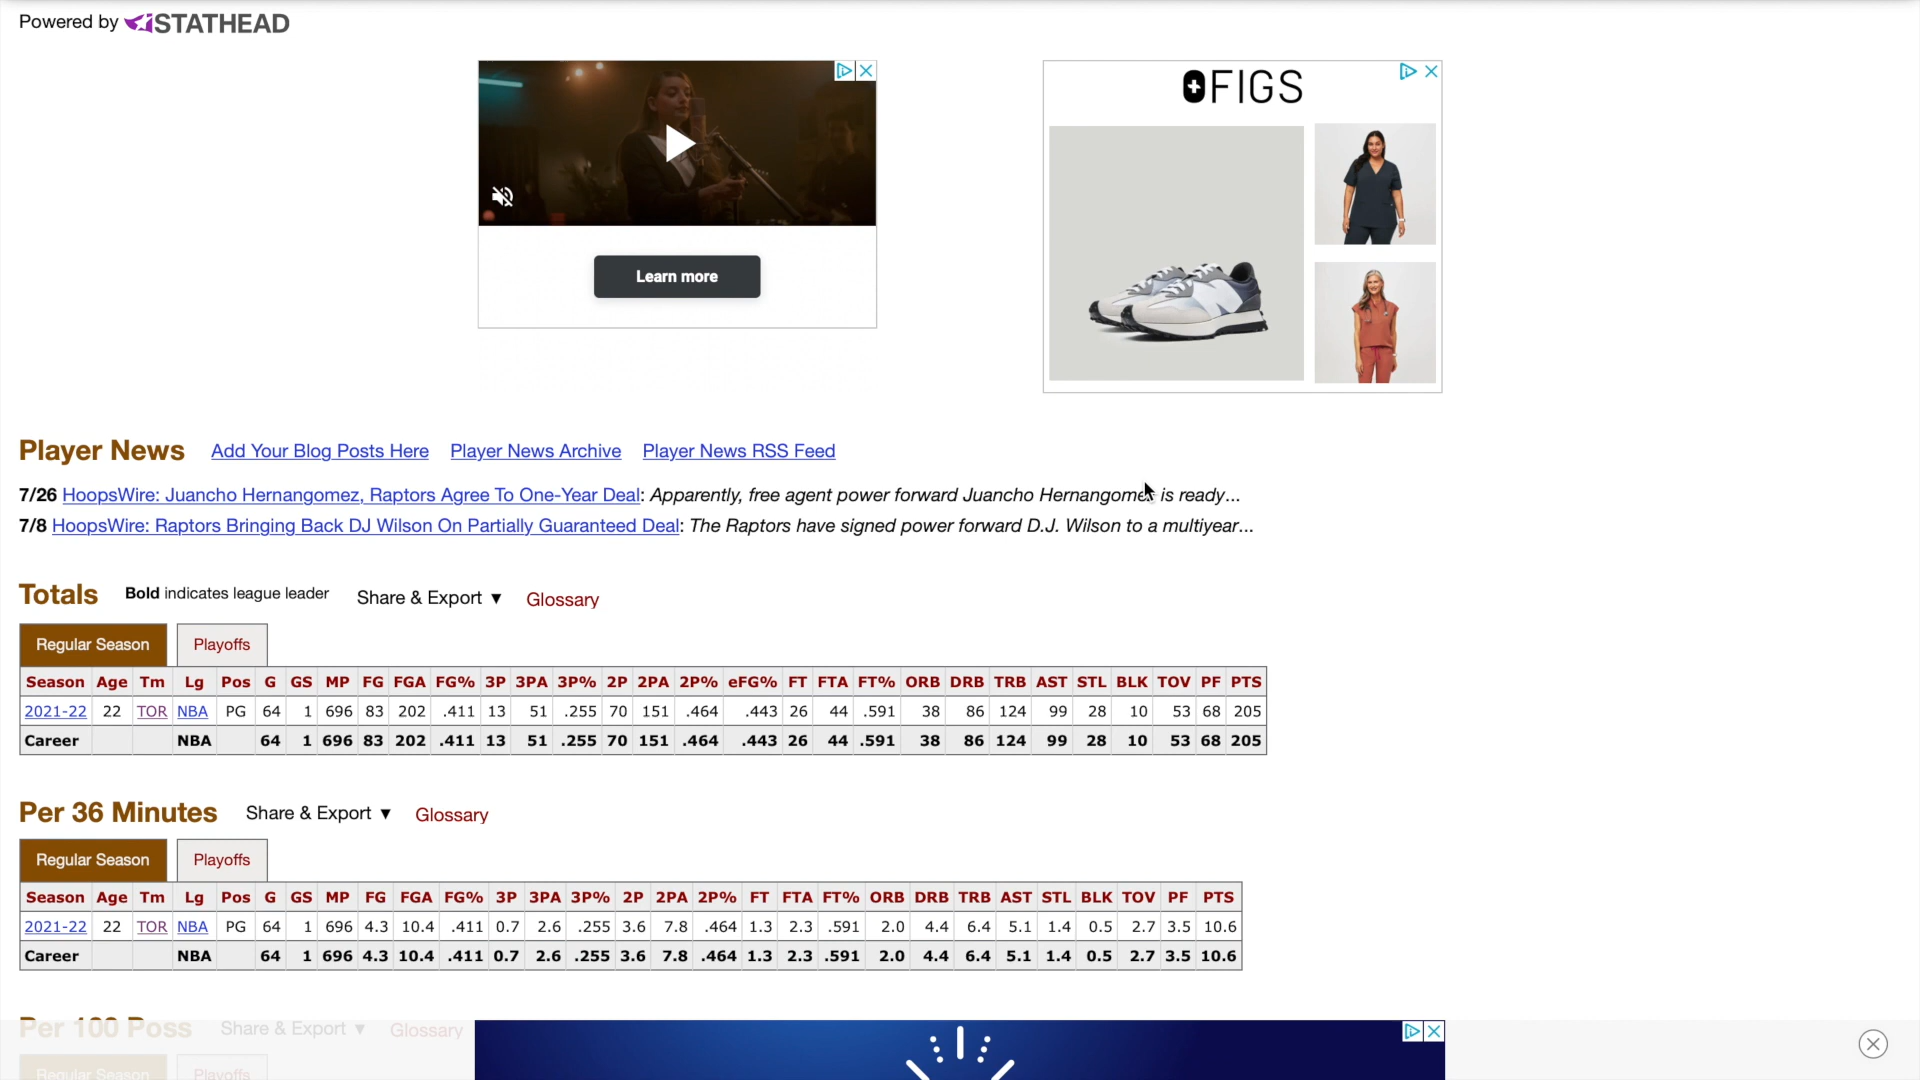 Powered by STATHEAD
Learn more
FIGS
Player News Add Your Blog Posts Here Player News Archive Player News RSS Feed
7/26 HoopsWire: Juancho Hernangomez, Raptors Agree To One-Year Deal: Apparently, free agent power forward Juancho Hernangomez is ready...
7/8 HoopsWire: Raptors Bringing Back DJ Wilson On Partially Guaranteed Deal: The Raptors have signed power forward D.J. Wilson to a multiyear...
Totals Bold indicates league leader Share & Export ▼ Glossary
Regular Season Playoffs
Season Age Tm Lg Pos G GS MP FG FGA FG% 3P 3PA 3P% 2P 2PA 2P% eFG% FT FTA FT% ORB DRB TRB AST STL BLK TOV PF PTS
2021-22 22 TOR NBA PG 64 1 696 83 202 .411 13 51 .255 70 151 .464 .443 26 44 .591 38 86 124 99 28 10 53 68 205
Career NBA 64 1 696 83 202 .411 13 51 .255 70 151 .464 .443 26 44 .591 38 86 124 99 28 10 53 68 205
Per 36 Minutes Share & Export ▼ Glossary
Regular Season Playoffs
Season Age Tm Lg Pos G GS MP FG FGA FG% 3P 3PA 3P% 2P 2PA 2P% FT FTA FT% ORB DRB TRB AST STL BLK TOV PF PTS
2021-22 22 TOR NBA PG 64 1 696 4.3 10.4 .411 0.7 2.6 .255 3.6 7.8 .464 1.3 2.3 .591 2.0 4.4 6.4 5.1 1.4 0.5 2.7 3.5 10.6
Career NBA 64 1 696 4.3 10.4 .411 0.7 2.6 .255 3.6 7.8 .464 1.3 2.3 .591 2.0 4.4 6.4 5.1 1.4 0.5 2.7 3.5 10.6
Per 100 Poss Share & Export ▼ Glossary
Regular Season Playoffs